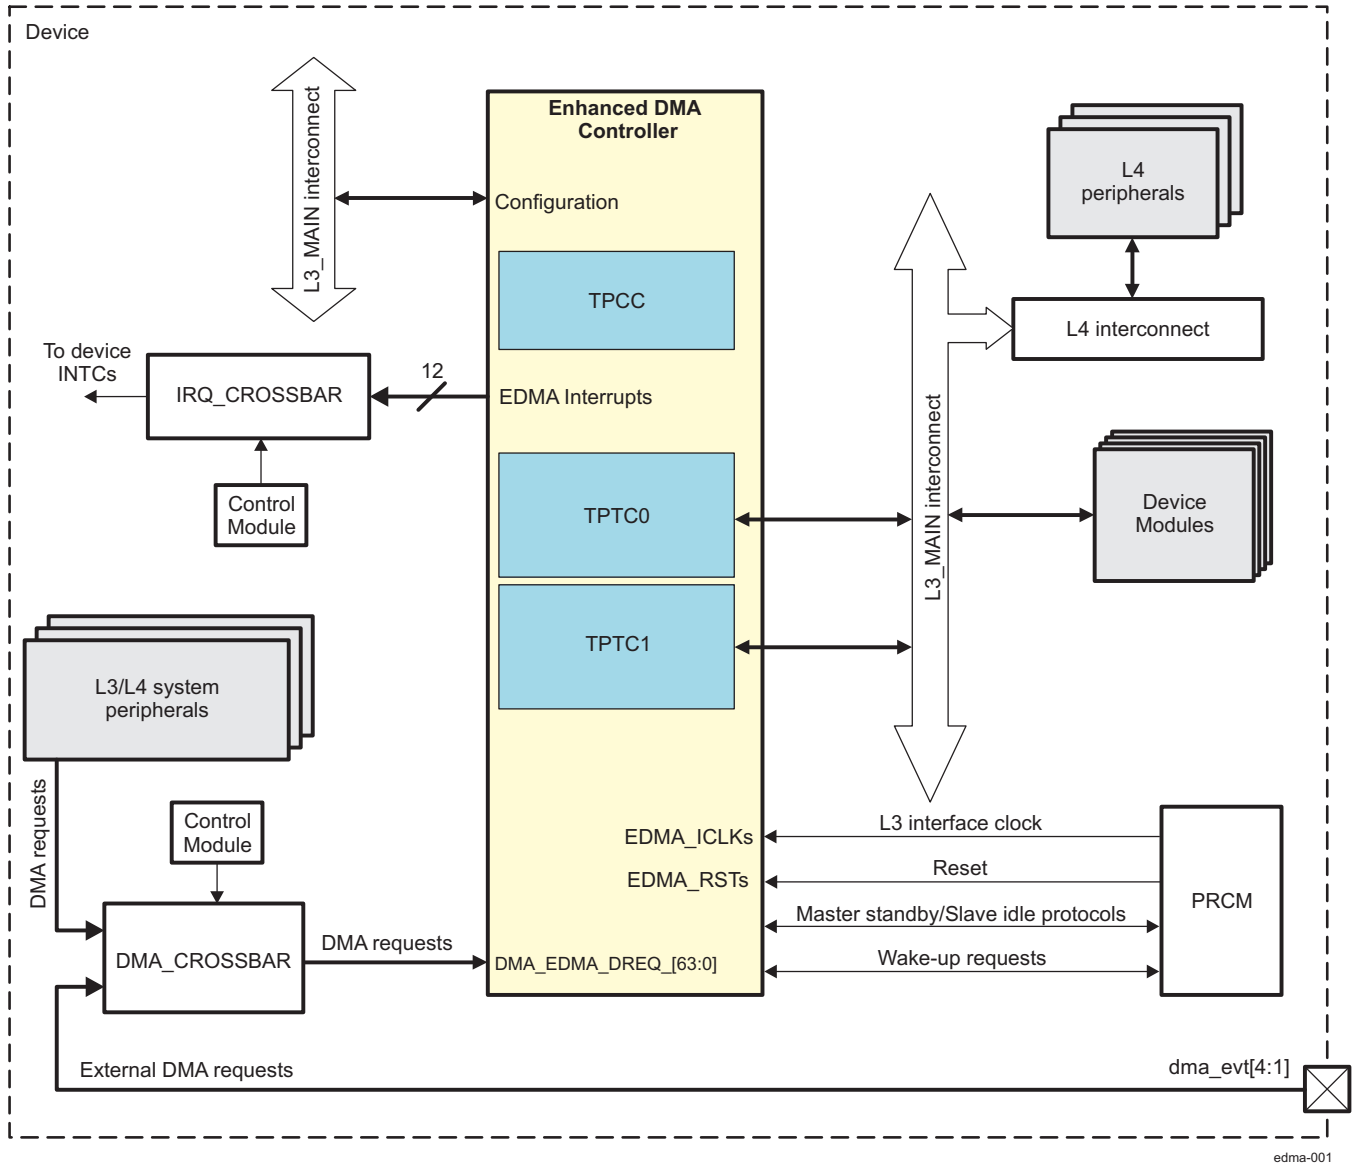 Device
Enhanced DMA
Controller
L3_MAIN interconnect
Configuration
L4
peripherals
TPCC
L4 interconnect
To device
INTCs
IRQ_CROSSBAR
12
EDMA Interrupts
Control
Module
TPTC0
L3_MAIN interconnect
Device
Modules
TPTC1
L3/L4 system
peripherals
DMA requests
Control
Module
EDMA_ICLKs
L3 interface clock
EDMA_RSTs
Reset
PRCM
Master standby/Slave idle protocols
DMA_CROSSBAR
DMA requests
DMA_EDMA_DREQ_[63:0]
Wake-up requests
External DMA requests
dma_evt[4:1]
edma-001